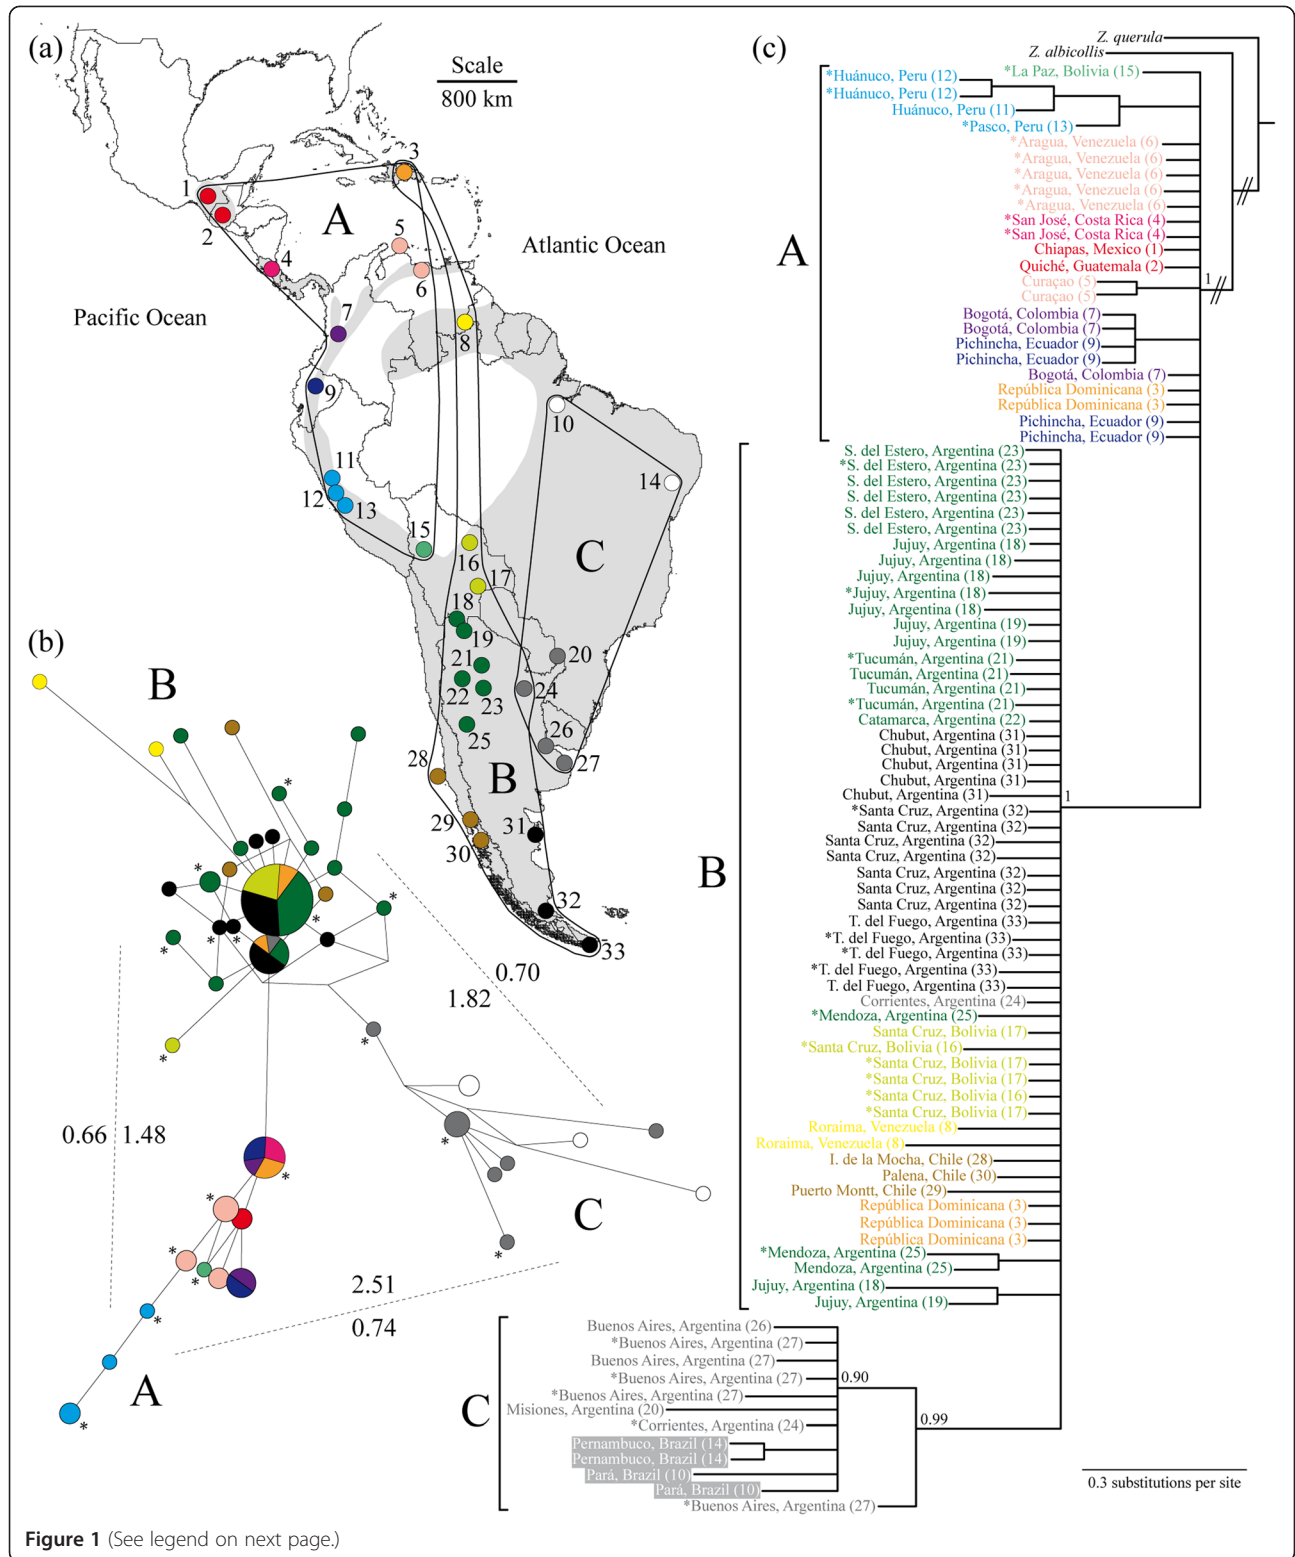 (a)
Scale
800 km
1
2
3
A
4
5
6
Atlantic Ocean
Pacific Ocean
7
8
9
10
11
12
13
14
15
16
C
17
18
19
20
21
22
23
24
25
26
27
28
B
29
30
31
32
33
(b)
B
*
*
*
*
*
*
*
*
0.70
1.82
*
0.66
1.48
*
*
*
*
*
*
C
*
*
2.51
0.74
A
*
(c)
Z. querula
Z. albicollis
A
*La Paz, Bolivia (15)
*Huánuco, Peru (12)
*Huánuco, Peru (12)
Huánuco, Peru (11)
*Pasco, Peru (13)
*Aragua, Venezuela (6)
*Aragua, Venezuela (6)
*Aragua, Venezuela (6)
*Aragua, Venezuela (6)
*Aragua, Venezuela (6)
*San José, Costa Rica (4)
*San José, Costa Rica (4)
Chiapas, Mexico (1)
Quiché, Guatemala (2)
Curaçao (5)
Curaçao (5)
1
Bogotá, Colombia (7)
Bogotá, Colombia (7)
Pichincha, Ecuador (9)
Pichincha, Ecuador (9)
Bogotá, Colombia (7)
República Dominicana (3)
República Dominicana (3)
Pichincha, Ecuador (9)
Pichincha, Ecuador (9)
B
S. del Estero, Argentina (23)
*S. del Estero, Argentina (23)
S. del Estero, Argentina (23)
S. del Estero, Argentina (23)
S. del Estero, Argentina (23)
S. del Estero, Argentina (23)
Jujuy, Argentina (18)
Jujuy, Argentina (18)
Jujuy, Argentina (18)
*Jujuy, Argentina (18)
Jujuy, Argentina (18)
Jujuy, Argentina (19)
Jujuy, Argentina (19)
*Tucumán, Argentina (21)
Tucumán, Argentina (21)
Tucumán, Argentina (21)
*Tucumán, Argentina (21)
Catamarca, Argentina (22)
Chubut, Argentina (31)
Chubut, Argentina (31)
Chubut, Argentina (31)
Chubut, Argentina (31)
Chubut, Argentina (31)
1
*Santa Cruz, Argentina (32)
Santa Cruz, Argentina (32)
Santa Cruz, Argentina (32)
Santa Cruz, Argentina (32)
Santa Cruz, Argentina (32)
Santa Cruz, Argentina (32)
Santa Cruz, Argentina (32)
T. del Fuego, Argentina (33)
*T. del Fuego, Argentina (33)
*T. del Fuego, Argentina (33)
*T. del Fuego, Argentina (33)
T. del Fuego, Argentina (33)
Corrientes, Argentina (24)
*Mendoza, Argentina (25)
Santa Cruz, Bolivia (17)
*Santa Cruz, Bolivia (16)
*Santa Cruz, Bolivia (17)
*Santa Cruz, Bolivia (17)
*Santa Cruz, Bolivia (16)
*Santa Cruz, Bolivia (17)
Roraima, Venezuela (8)
Roraima, Venezuela (8)
I. de la Mocha, Chile (28)
Palena, Chile (30)
Puerto Montt, Chile (29)
República Dominicana (3)
República Dominicana (3)
República Dominicana (3)
*Mendoza, Argentina (25)
Mendoza, Argentina (25)
Jujuy, Argentina (18)
Jujuy, Argentina (19)
C
Buenos Aires, Argentina (26)
*Buenos Aires, Argentina (27)
Buenos Aires, Argentina (27)
*Buenos Aires, Argentina (27)
*Buenos Aires, Argentina (27)
Misiones, Argentina (20)
*Corrientes, Argentina (24)
Pernambuco, Brazil (14)
Pernambuco, Brazil (14)
Pará, Brazil (10)
Pará, Brazil (10)
*Buenos Aires, Argentina (27)
0.90
0.99
0.3 substitutions per site
Figure 1 (See legend on next page.)